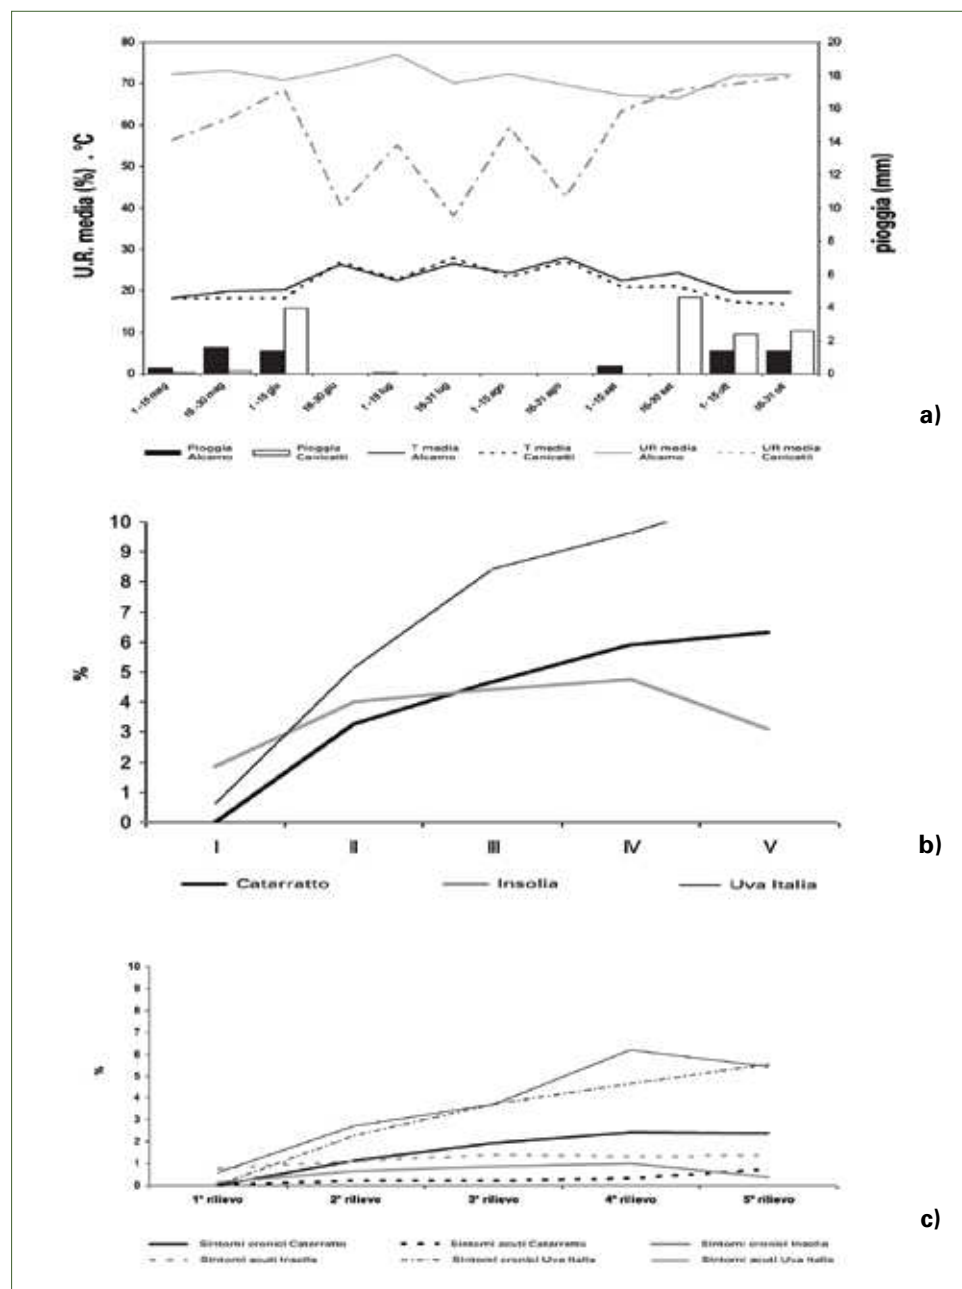 80
70
60
50
40
30
20
10
0
U.R. media (%) . °C
20
18
16
14
12
10
8
6
4
2
0
pioggia (mm)
1 -15 mag
16 -30 mag
1 -15 giu
16-30 giu
1 -15 lug
16-31 lug
1 -15 ago
16-31 ago
1 -15 set
16-30 set
1- 15 ott
16-31 ott
a)
Pioggia Alcamo
Pioggia Canicattì
T media Alcamo
T media Canicattì
UR media Alcamo
UR media Canicattì
10
9
8
7
6
5
4
3
2
1
0
%
I
II
III
IV
V
b)
Catarratto
Insolia
Uva Italia
10
9
8
7
6
5
4
3
2
1
0
%
1° rilievo
2° rilievo
3° rilievo
4° rilievo
5° rilievo
c)
Sintomi cronici Catarratto
Sintomi acuti Catarratto
Sintomi cronici Insolia
Sintomi acuti Insolia
Sintomi cronici Uva Italia
Sintomi acuti Uva Italia